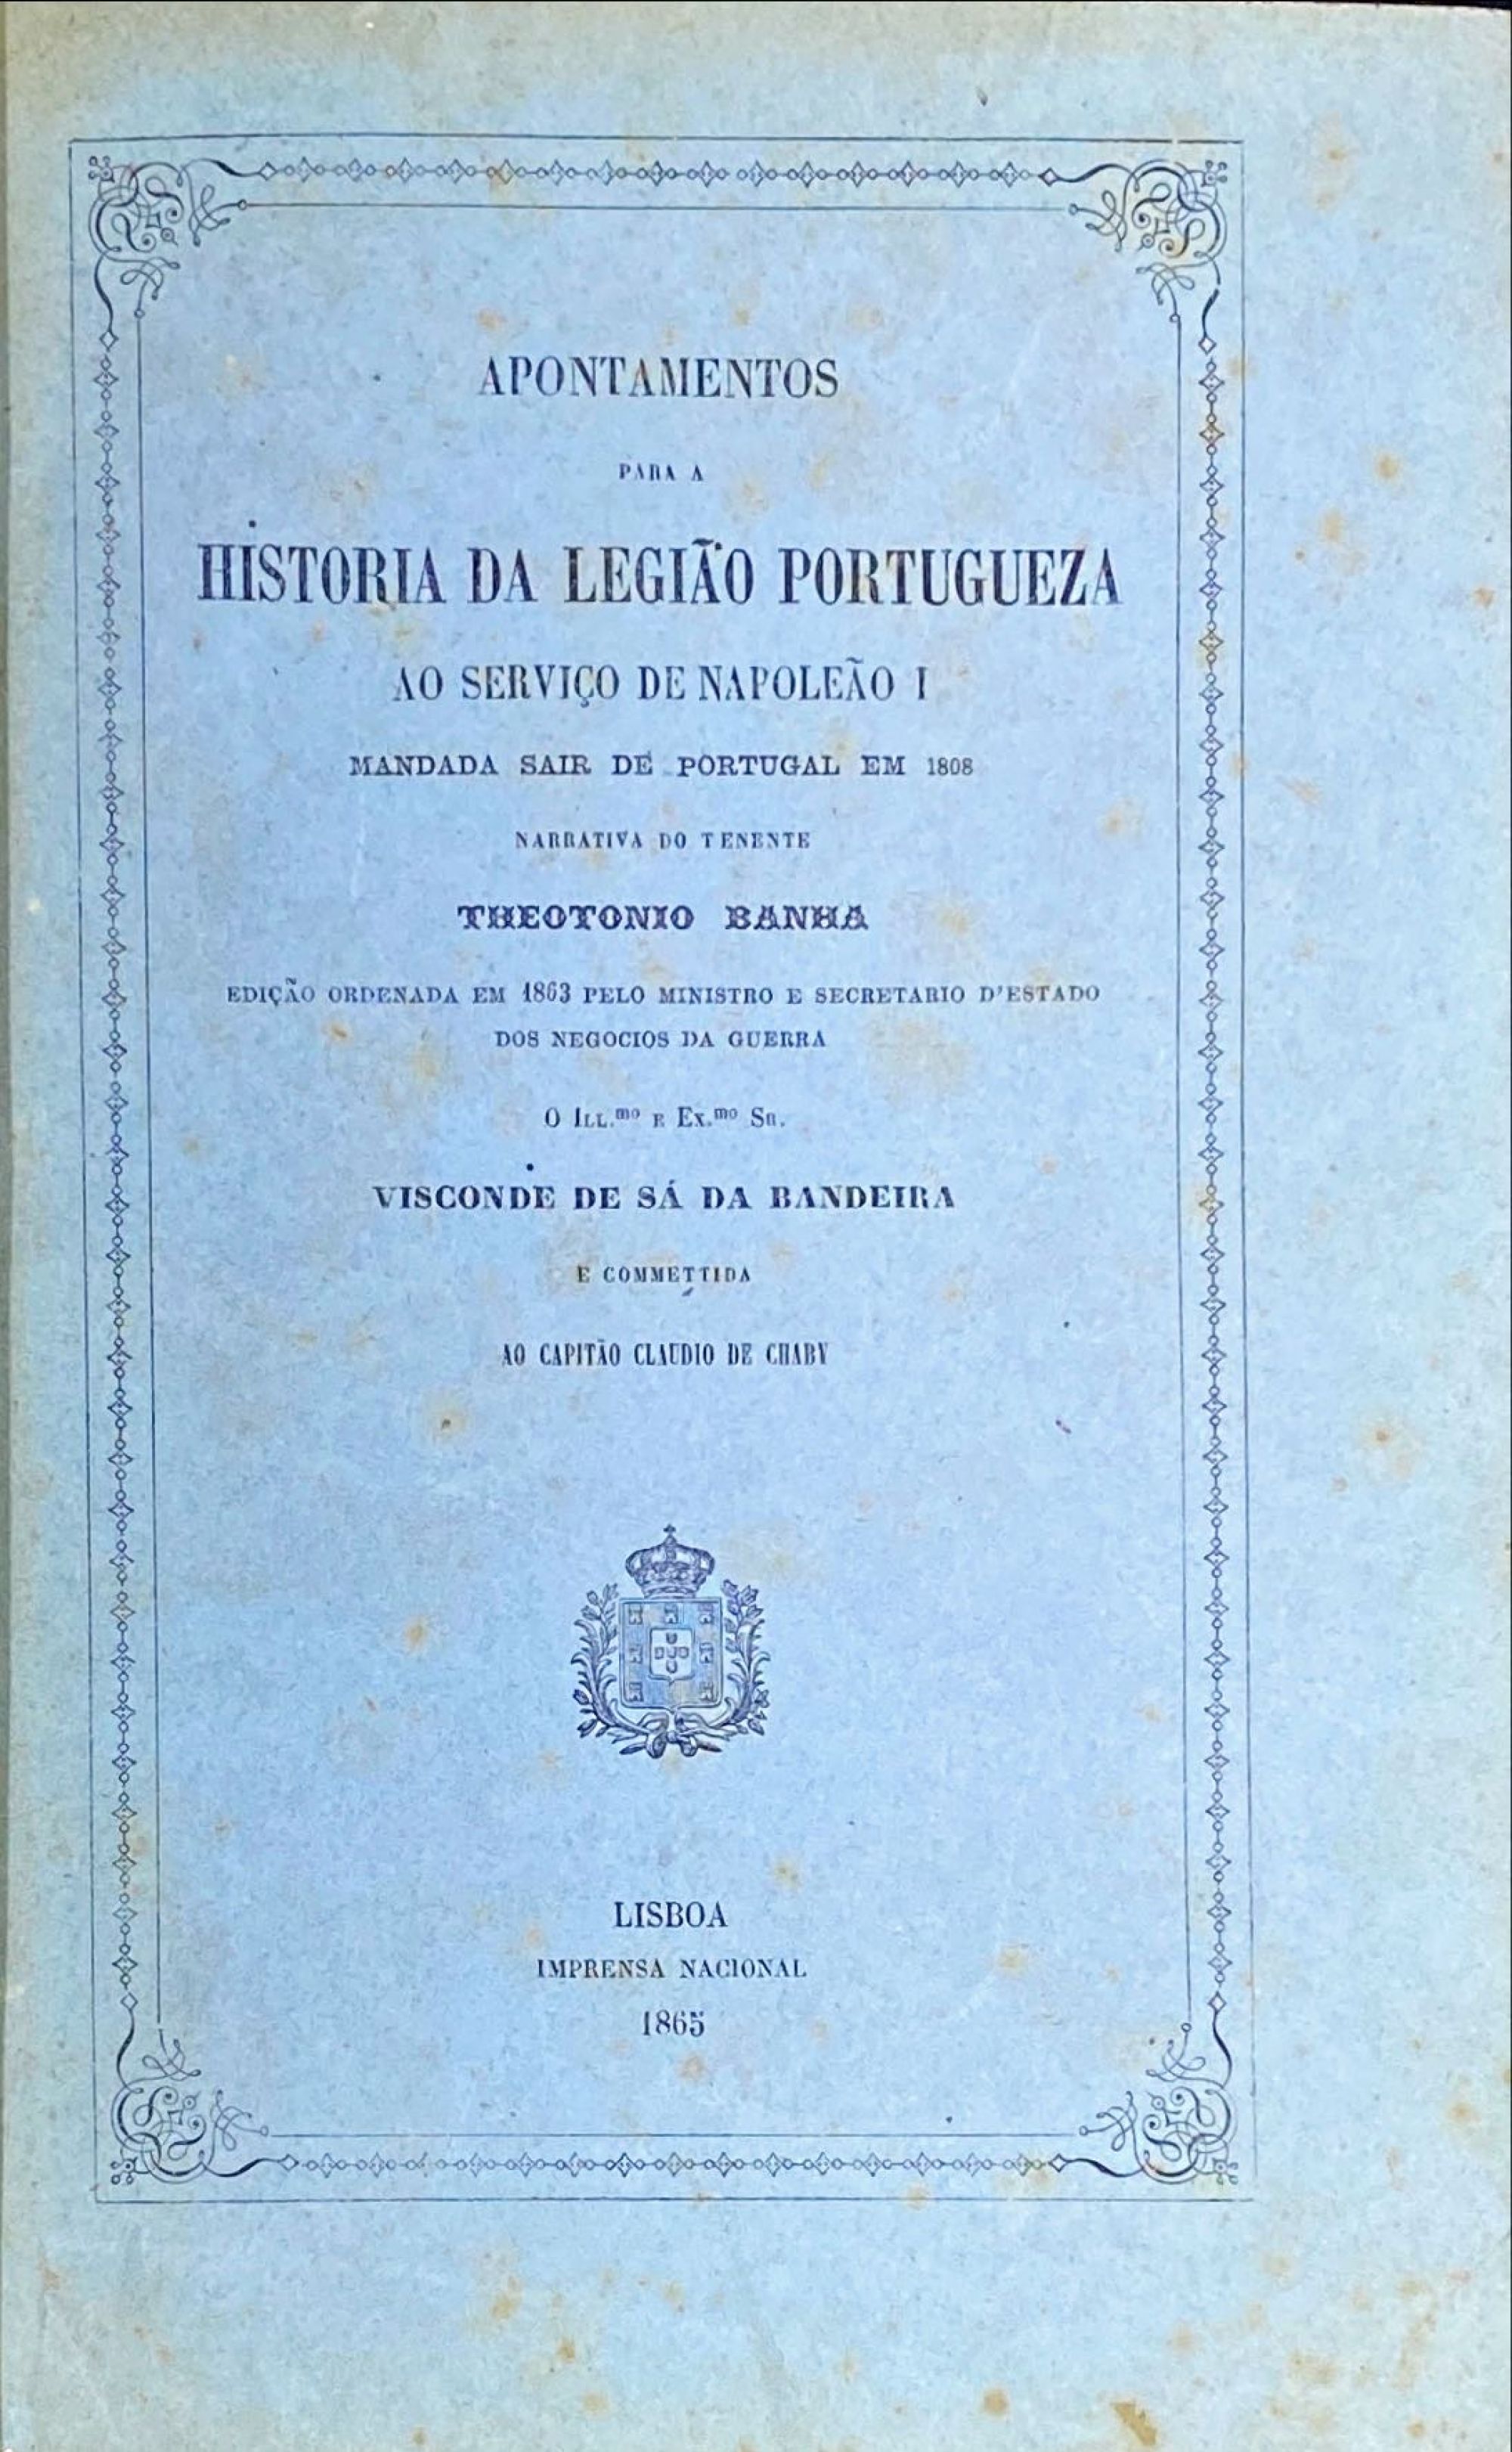 APONTAMENTOS
PARA A
HISTORIA DA LEGIÃO PORTUGUEZA
AO SERVIÇO DE NAPOLEÃO I
MANDADA SAIR DE PORTUGAL EM 1808
NARRATIVA DO TENENTE
THEOTONIO BANHA
EDIÇÃO ORDENADA EM 1863 PELO MINISTRO E SECRETARIO D'ESTADO
DOS NEGOCIOS DA GUERRA
O ILL.mo E EX.mo SR.
VISCONDE DE SÁ DA BANDEIRA
E COMMETTIDA
AO CAPITÃO CLAUDIO DE CHABY
LISBOA
IMPRENSA NACIONAL
1865